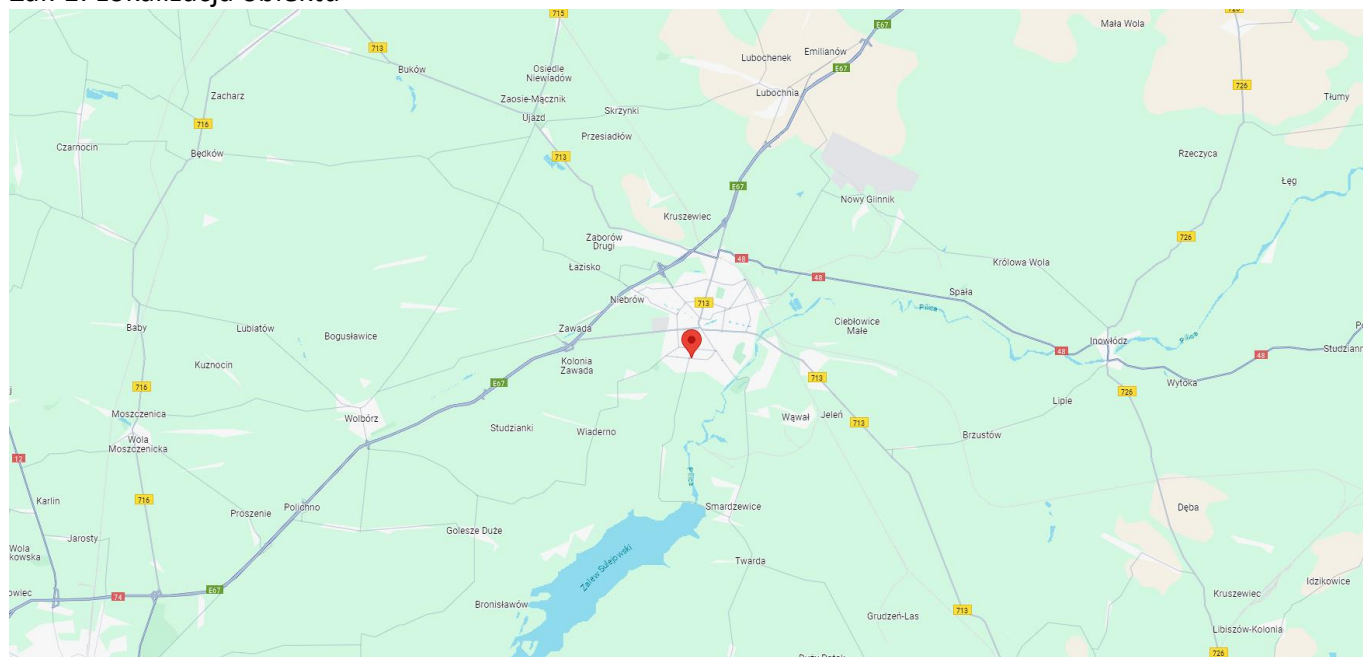 715
713
E67
Mała Wola
Buków
Osiedle
Niewiadów
Lubochenek
Emilianów
E67
726
Zacharz
Zaosie-Mącznik
Lubochnia
Tłumy
716
Ujazd
Skrzynki
Przesiadłów
Czarnocin
Będków
713
Rzeczyca
E67
Łęg
Nowy Glinnik
Kruszewiec
Zaborów
Drugi
726
48
Łazisko
48
Królowa Wola
Niebrów
713
Spała
Pilica
Baby
Lubiatów
Bogusławice
Zawada
Ciebłowice
Małe
Inowłódz
Pilica
48
48
Studziann
Kuznocin
Kolonia
Zawada
E67
713
Wytoka
716
726
Moszczenica
Wolbórz
Wąwał
Jeleń
Lipie
713
Studzianki
Wiaderno
Brzustów
Wola
Moszczenicka
12
Pilica
Karlin
716
Proszenie
Polichno
Smardzewice
Dęba
Jarosty
Golesze Duże
Wola
kowska
Zalew Sulejowski
Twarda
Idzikowice
owiec
74
E67
Bronisławów
Kruszewiec
713
Grudzeń-Las
Libiszów-Kolonia
726